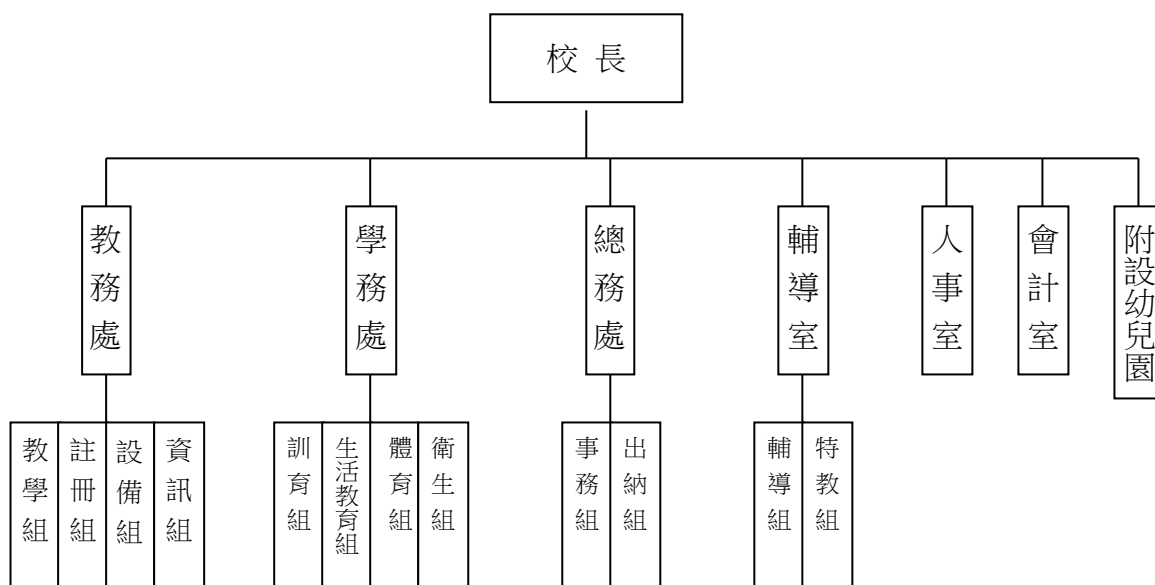 校長
教務處
學務處
總務處
輔導室
人事室
會計室
附設幼兒園
教學組
註冊組
設備組
資訊組
訓育組
生活教育組
體育組
衛生組
事務組
出納組
輔導組
特教組